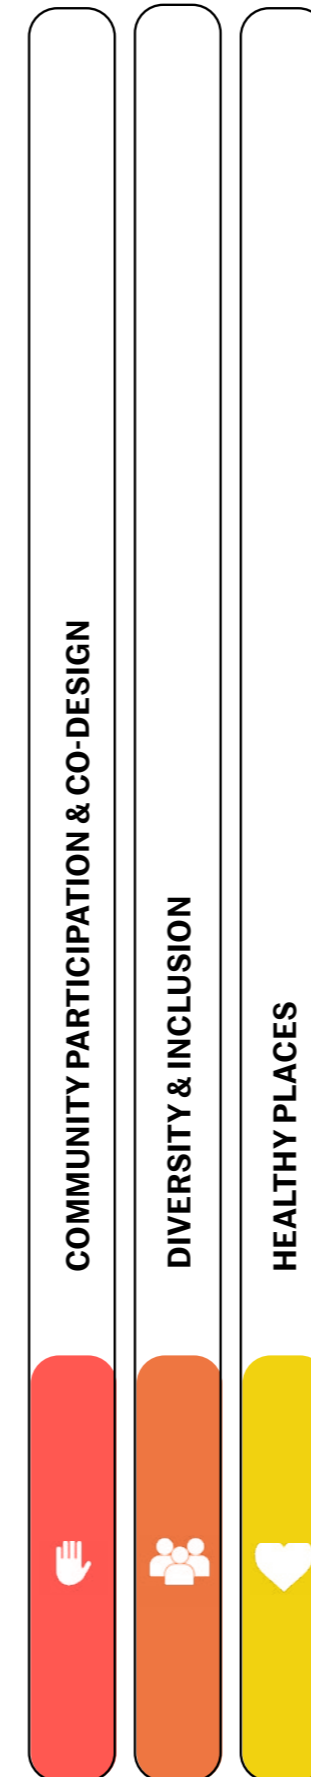 COMMUNITY PARTICIPATION & CO-DESIGN
DIVERSITY & INCLUSION
HEALTHY PLACES